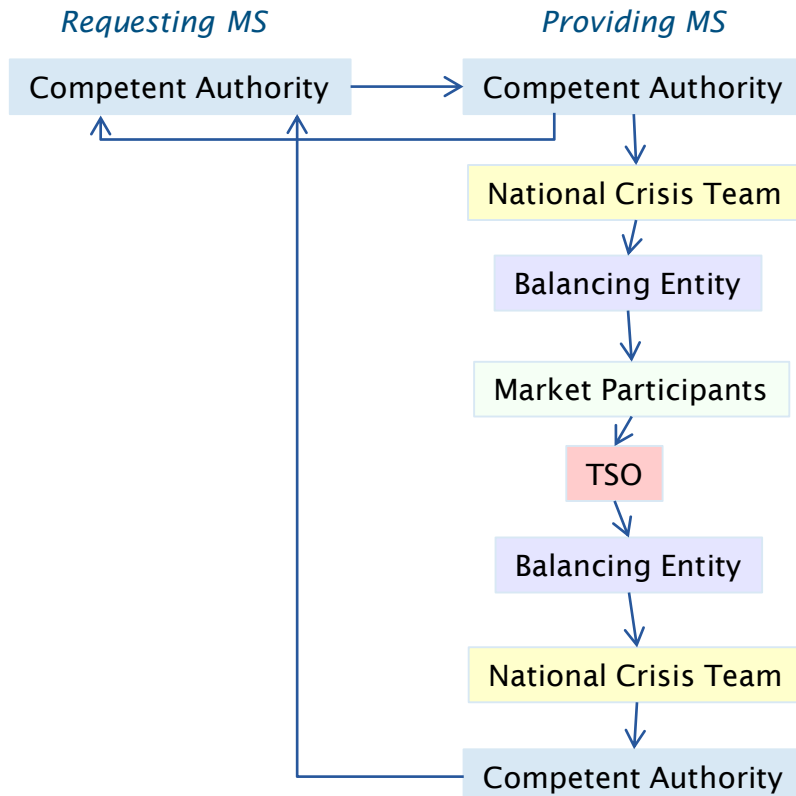 Requesting MS
Providing MS
Competent Authority
Competent Authority
National Crisis Team
Balancing Entity
Market Participants
TSO
Balancing Entity
National Crisis Team
Competent Authority